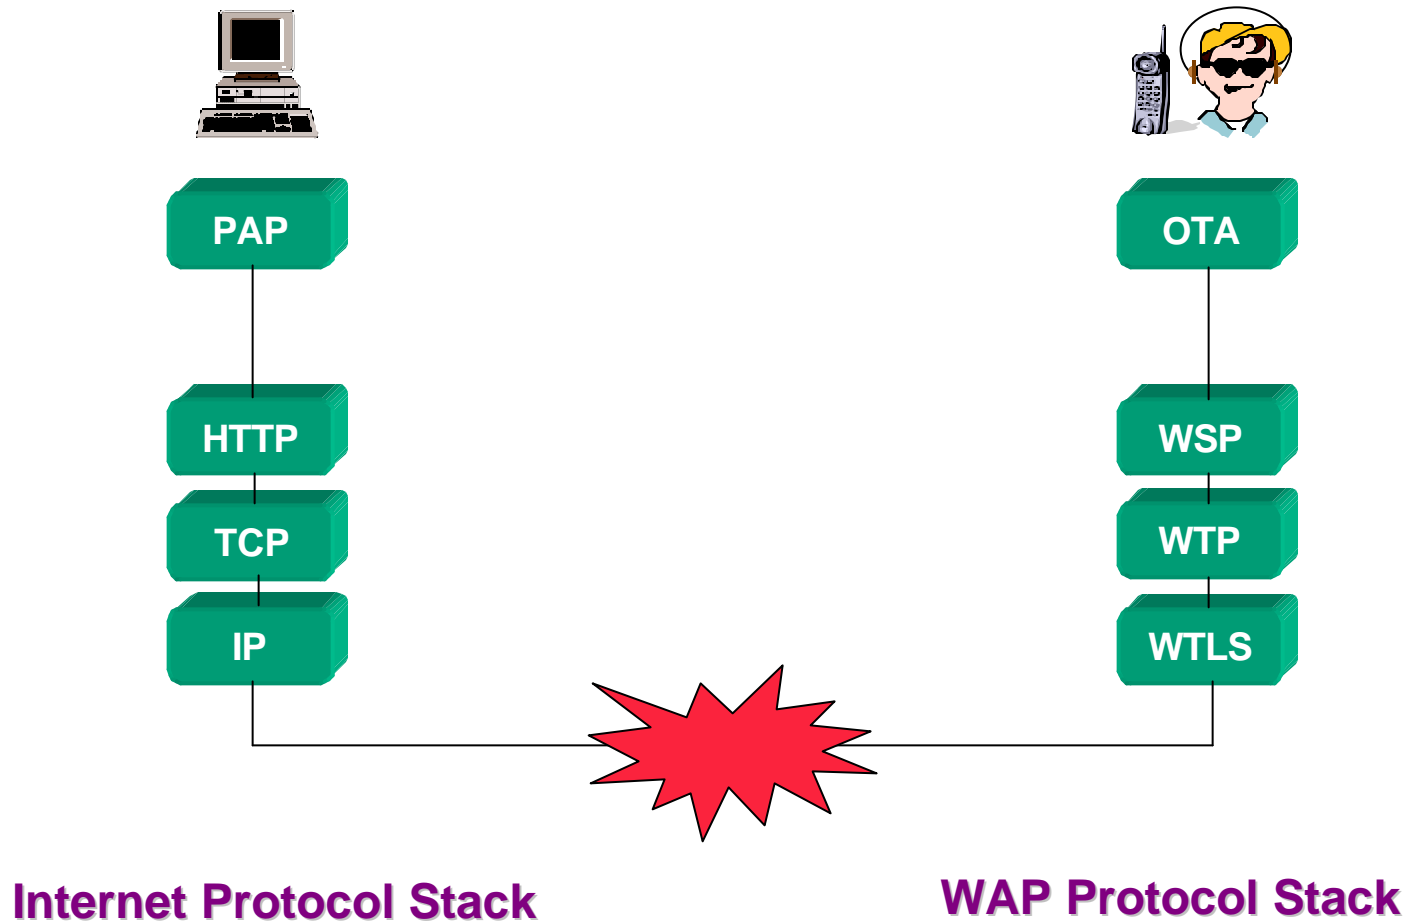 PAP
HTTP
TCP
IP
OTA
WSP
WTP
WTLS
Internet Protocol Stack
WAP Protocol Stack